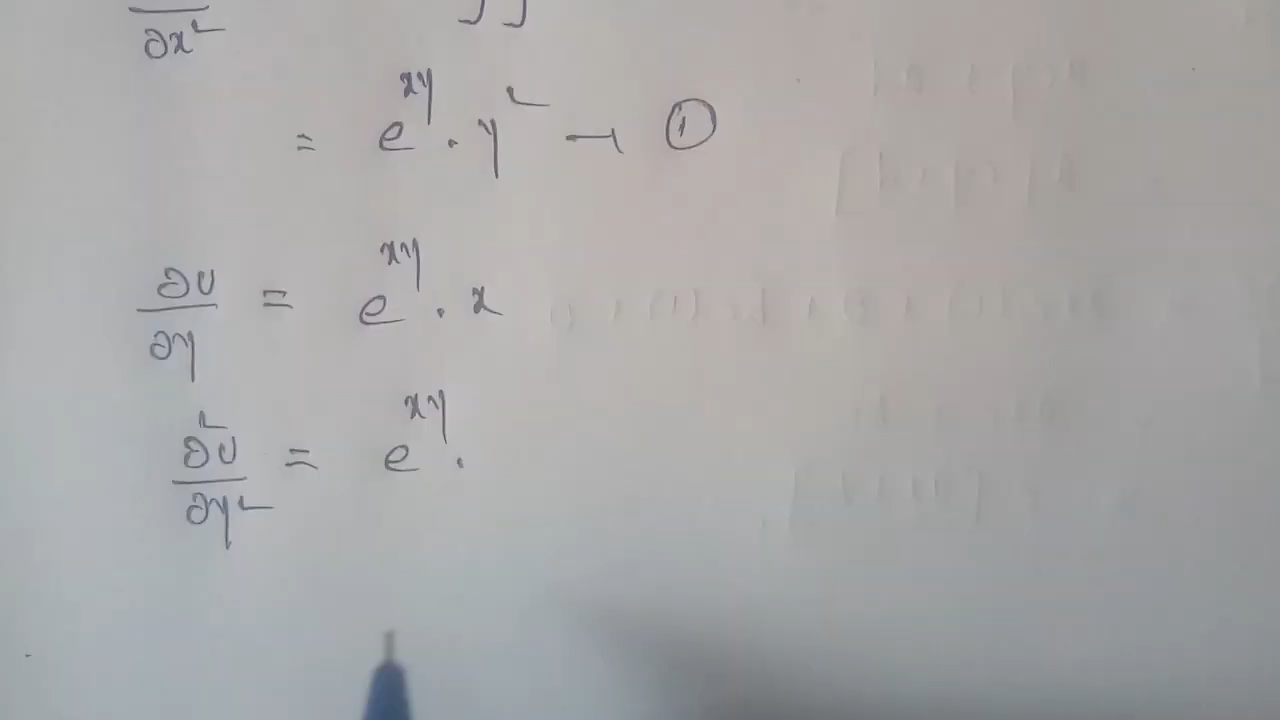 ∂x²
= e^{xy} · y² → ①
∂U/∂y = e^{xy} · x
∂²U/∂y² = e^{xy} ·